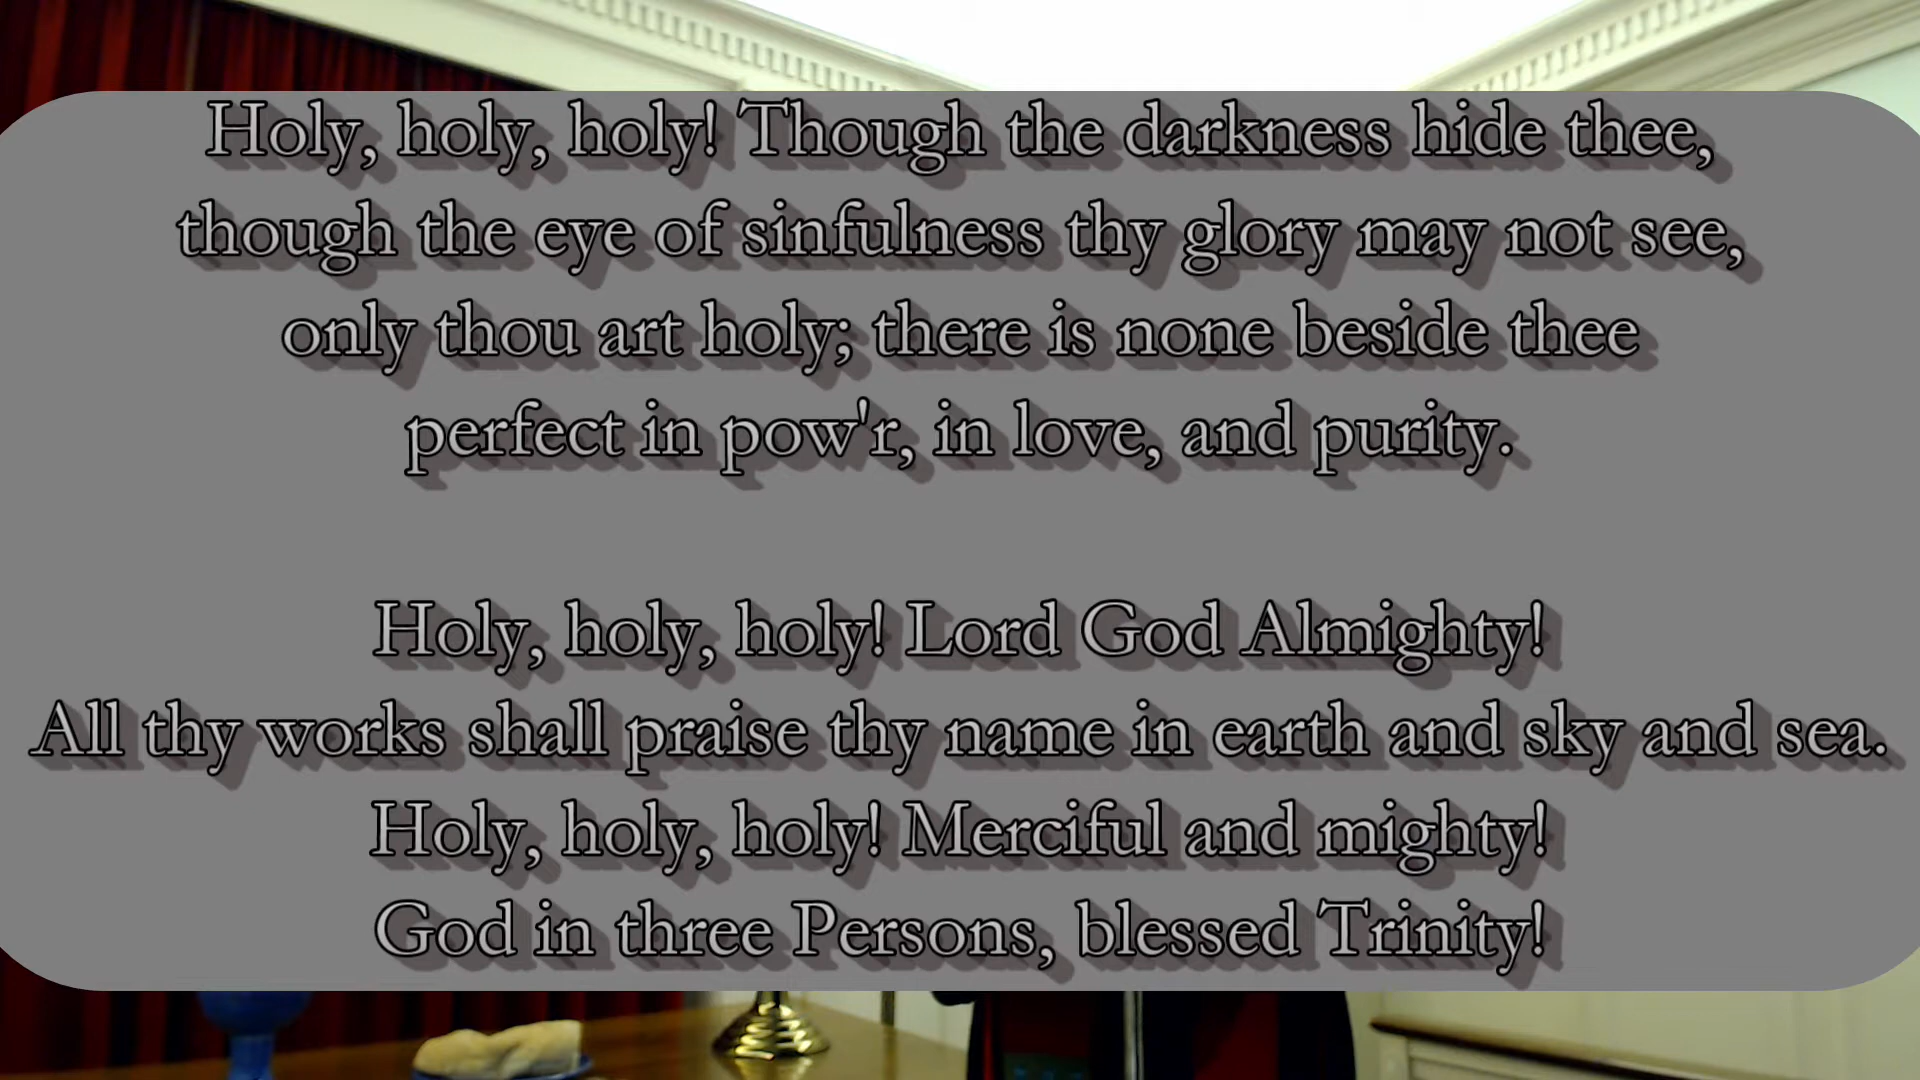 Holy, holy, holy! Though the darkness hide thee,
though the eye of sinfulness thy glory may not see,
only thou art holy; there is none beside thee
perfect in pow'r, in love, and purity.
Holy, holy, holy! Lord God Almighty!
All thy works shall praise thy name in earth and sky and sea.
Holy, holy, holy! Merciful and mighty!
God in three Persons, blessed Trinity!